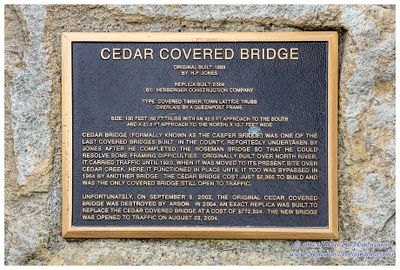 CEDAR COVERED BRIDGE
ORIGINAL BUILT: 1883
BY: H.P. JONES
REPLICA BUILT: 2004
BY: HERBERGER CONSTRUCTION COMPANY
TYPE: COVERED TIMBER TOWN LATTICE TRUSS
OVERLAID BY A QUEENPOST FRAME
SIZE: 130 FEET (66 FT TRUSS WITH AN 42.5 FT APPROACH TO THE SOUTH
AND A 21.5 FT APPROACH TO THE NORTH) X 12.7 FEET WIDE
CEDAR BRIDGE (FORMALLY KNOWN AS THE CASPER BRIDGE) WAS ONE OF THE
LAST COVERED BRIDGES BUILT IN THE COUNTY, REPORTEDLY UNDERTAKEN BY
JONES AFTER HE COMPLETED THE ROSEMAN BRIDGE SO THAT HE COULD
RESOLVE SOME FRAMING DIFFICULTIES. ORIGINALLY BUILT OVER NORTH RIVER,
IT CARRIED TRAFFIC UNTIL 1920, WHEN IT WAS MOVED TO ITS PRESENT SITE OVER
CEDAR CREEK. HERE IT FUNCTIONED IN PLACE UNTIL IT TOO WAS BYPASSED IN
1964 BY ANOTHER BRIDGE. THE CEDAR BRIDGE COST JUST $2,965 TO BUILD AND
WAS THE ONLY COVERED BRIDGE STILL OPEN TO TRAFFIC.
UNFORTUNATELY, ON SEPTEMBER 3, 2002, THE ORIGINAL CEDAR COVERED
BRIDGE WAS DESTROYED BY ARSON. IN 2004, AN EXACT REPLICA WAS BUILT TO
REPLACE THE CEDAR COVERED BRIDGE AT A COST OF $772,824. THE NEW BRIDGE
WAS OPENED TO TRAFFIC ON AUGUST 23, 2004.